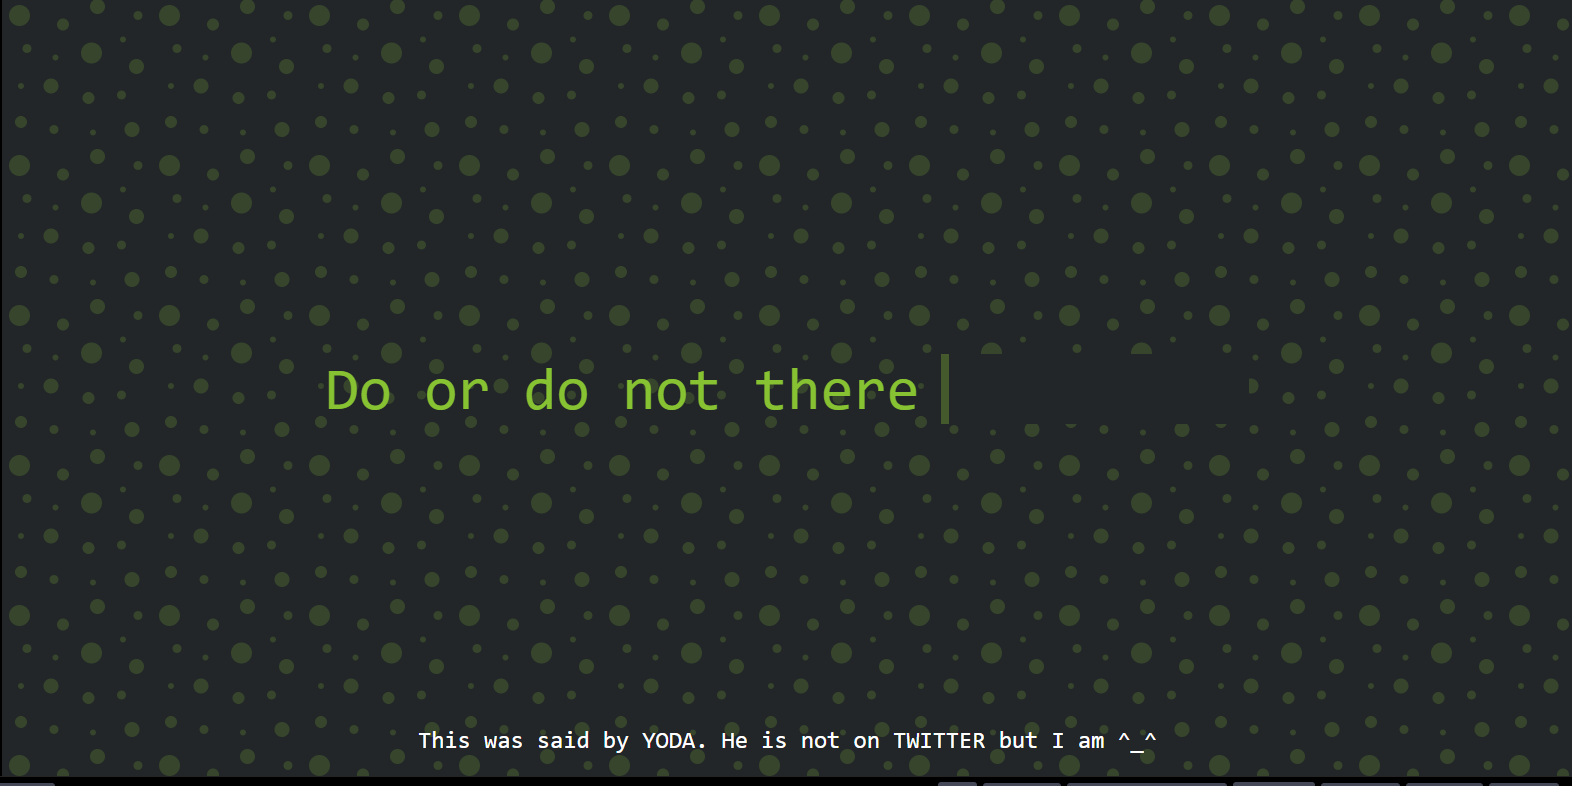 Do or do not there
This was said by YODA. He is not on TWITTER but I am ^_^